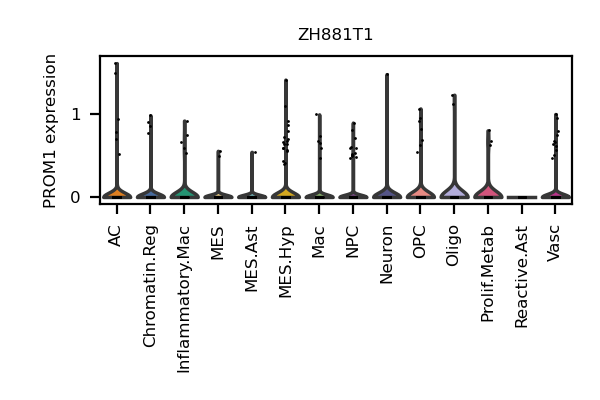 ZH881T1
PROM1 expression
1
0
AC
Chromatin.Reg
Inflammatory.Mac
MES
MES.Ast
MES.Hyp
Mac
NPC
Neuron
OPC
Oligo
Prolif.Metab
Reactive.Ast
Vasc